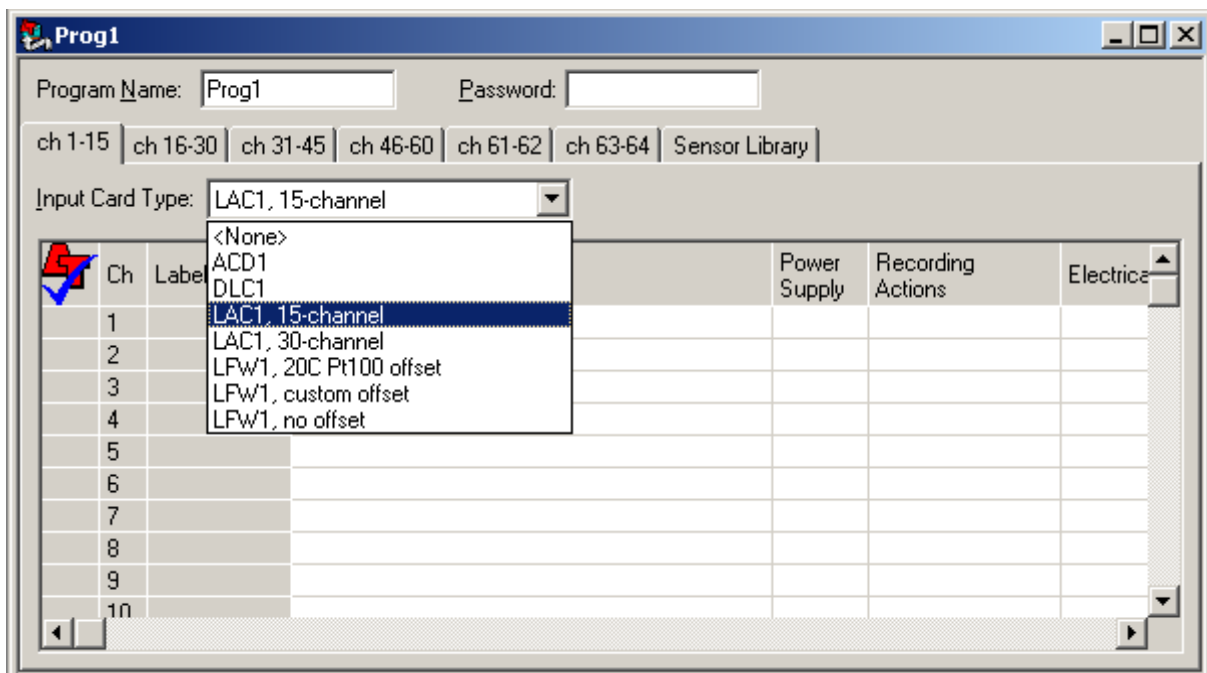 Prog1
Program Name: Prog1 Password:
ch 1-15 ch 16-30 ch 31-45 ch 46-60 ch 61-62 ch 63-64 Sensor Library
Input Card Type: LAC1, 15-channel
<None>
ACD1
DLC1
LAC1, 15-channel
LAC1, 30-channel
LFW1, 20C Pt100 offset
LFW1, custom offset
LFW1, no offset
Ch Label Power Supply Recording Actions Electrica
1
2
3
4
5
6
7
8
9
10